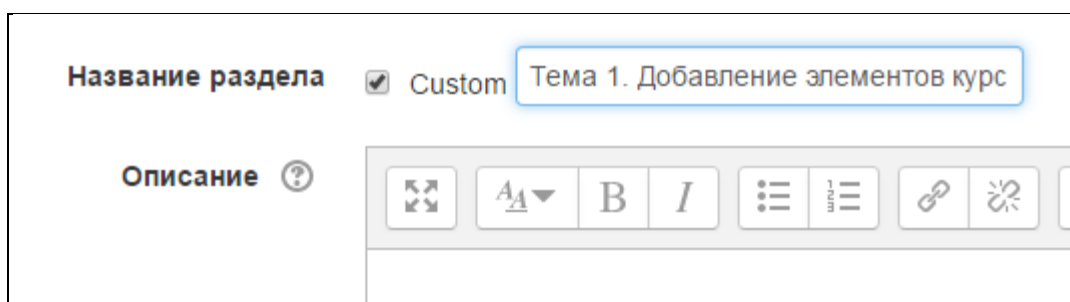 Название раздела Custom Тема 1. Добавление элементов курс
Описание